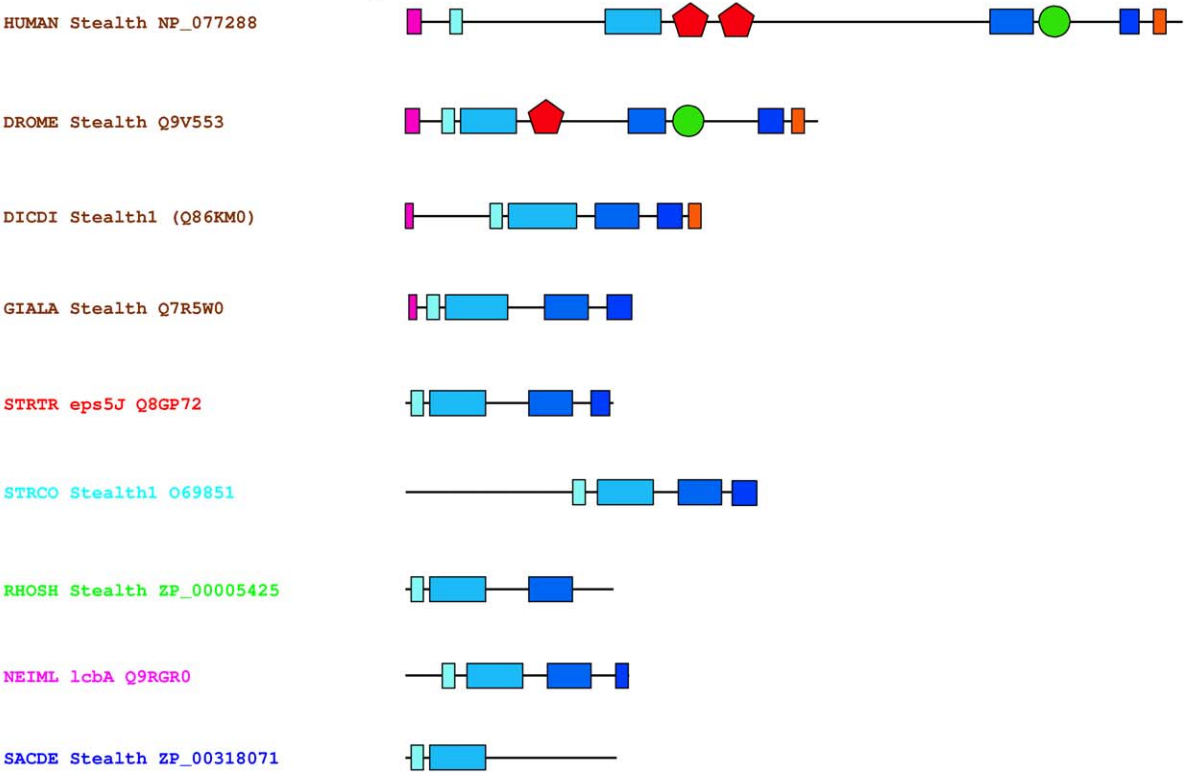 HUMAN Stealth NP_077288
DROME Stealth Q9V553
DICDI Stealth1 (Q86KM0)
GIALA Stealth Q7R5W0
STRTR eps5J Q8GP72
STRCO Stealth1 O69851
RHOSH Stealth ZP_00005425
NEIML lcbA Q9RGR0
SACDE Stealth ZP_00318071